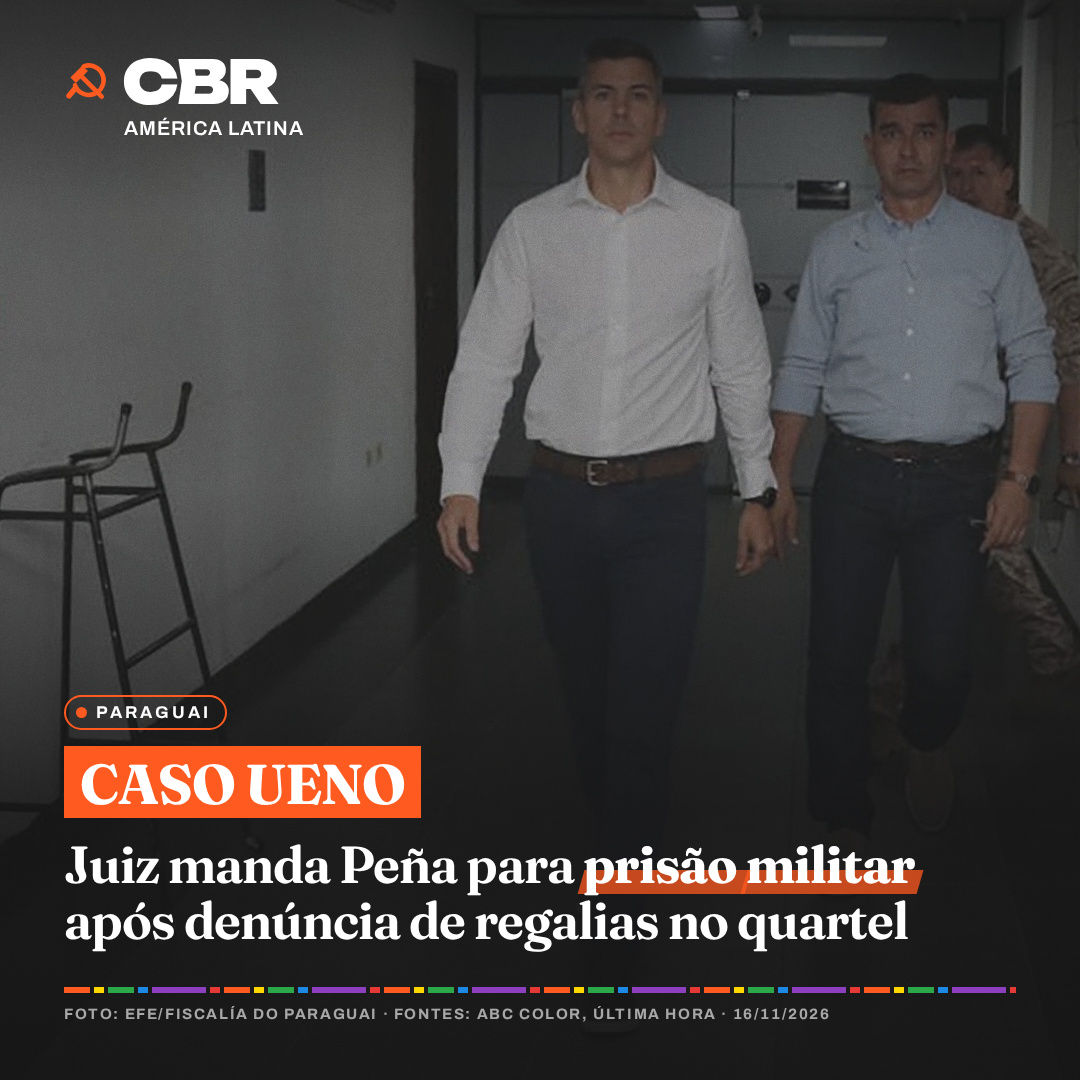 CBR
AMÉRICA LATINA
PARAGUAI
CASO UENO
Juiz manda Peña para prisão militar
após denúncia de regalias no quartel
FOTO: EFE/FISCALÍA DO PARAGUAI · FONTES: ABC COLOR, ÚLTIMA HORA · 16/11/2026